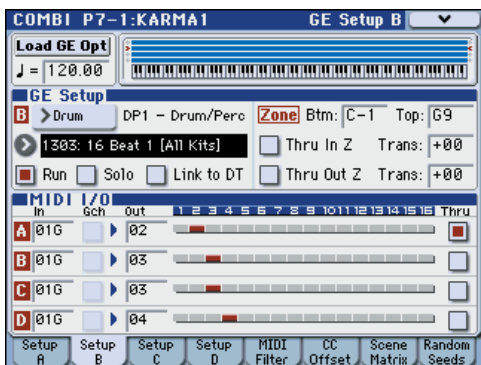 COMBI P7-1:KARMA1 GE Setup B
Load GE Opt
♩= 120.00
GE Setup
B >Drum DP1 - Drum/Perc Zone Btm: C-1 Top: G9
1303: 16 Beat 1 [All Kits] Thru In Z Trans: +00
Run Solo Link to DT Thru Out Z Trans: +00
MIDI I/O
In Gch Out 1 2 3 4 5 6 7 8 9 10 11 12 13 14 15 16 Thru
A 01G 02
B 01G 03
C 01G 03
D 01G 04
Setup A Setup B Setup C Setup D MIDI Filter CC Offset Scene Matrix Random Seeds